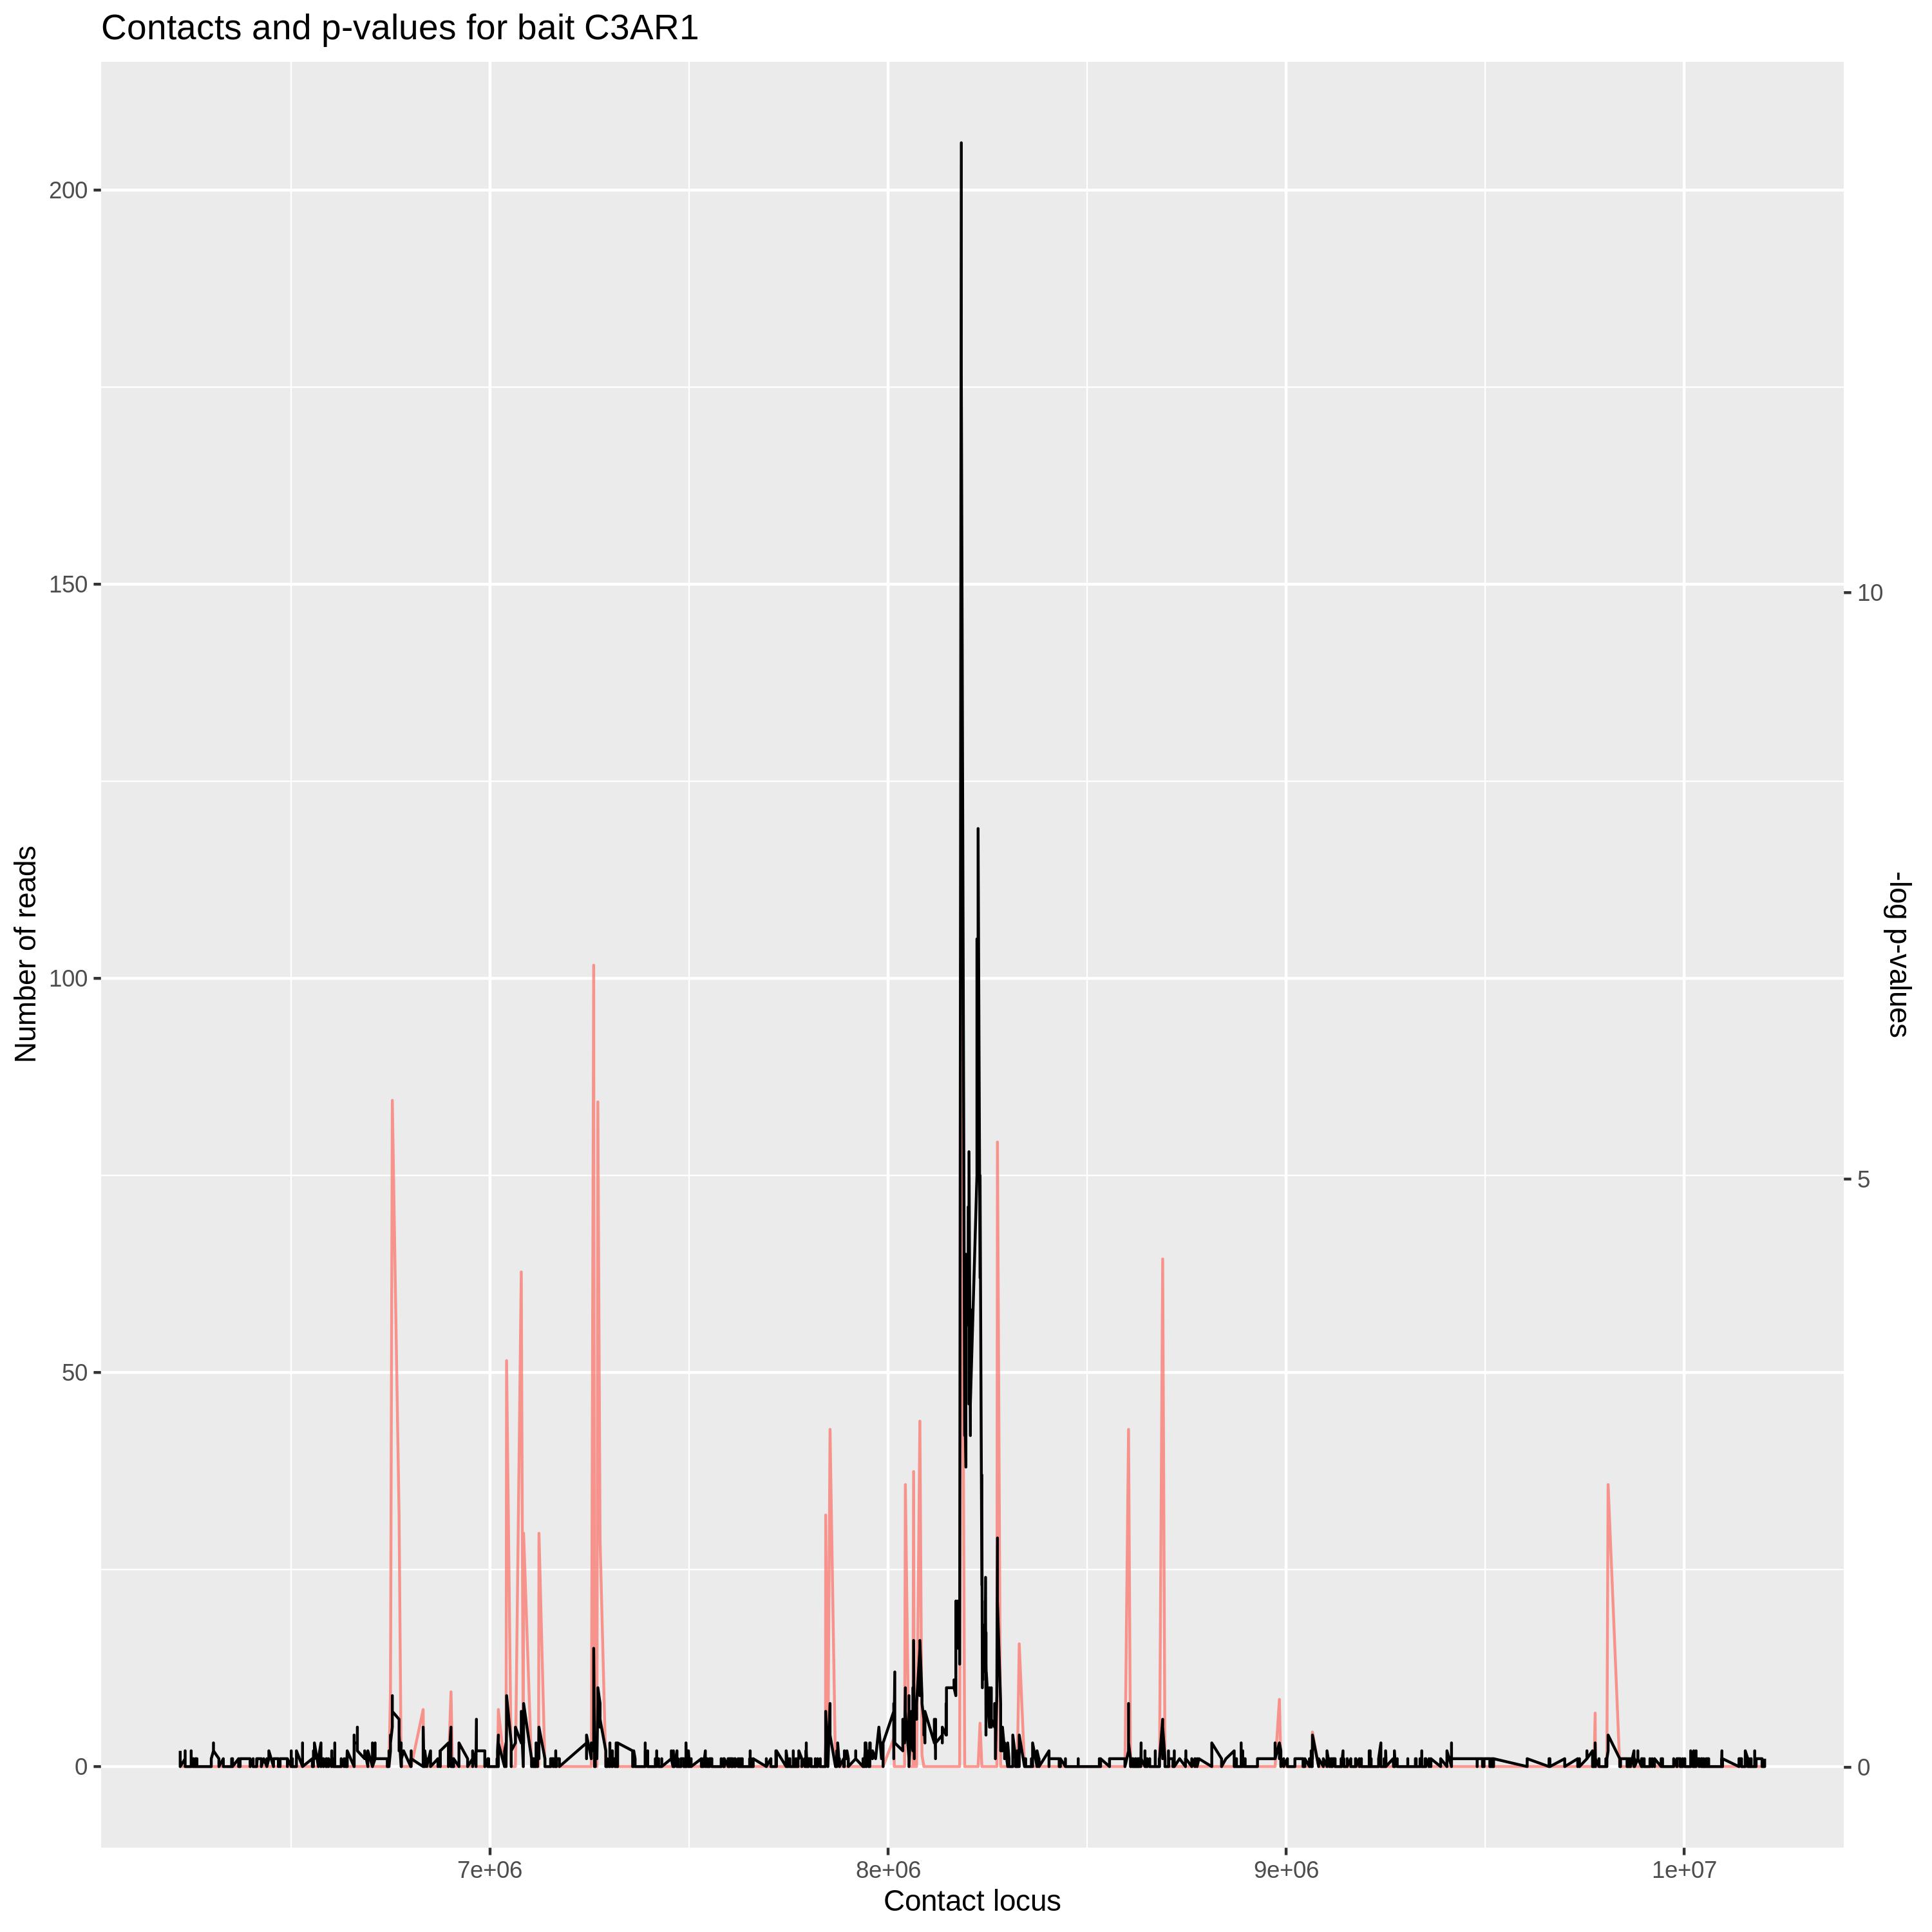 Contacts and p-values for bait C3AR1
200
150
100
50
0
Number of reads
10
5
0
-log p-values
7e+06
8e+06
9e+06
1e+07
Contact locus